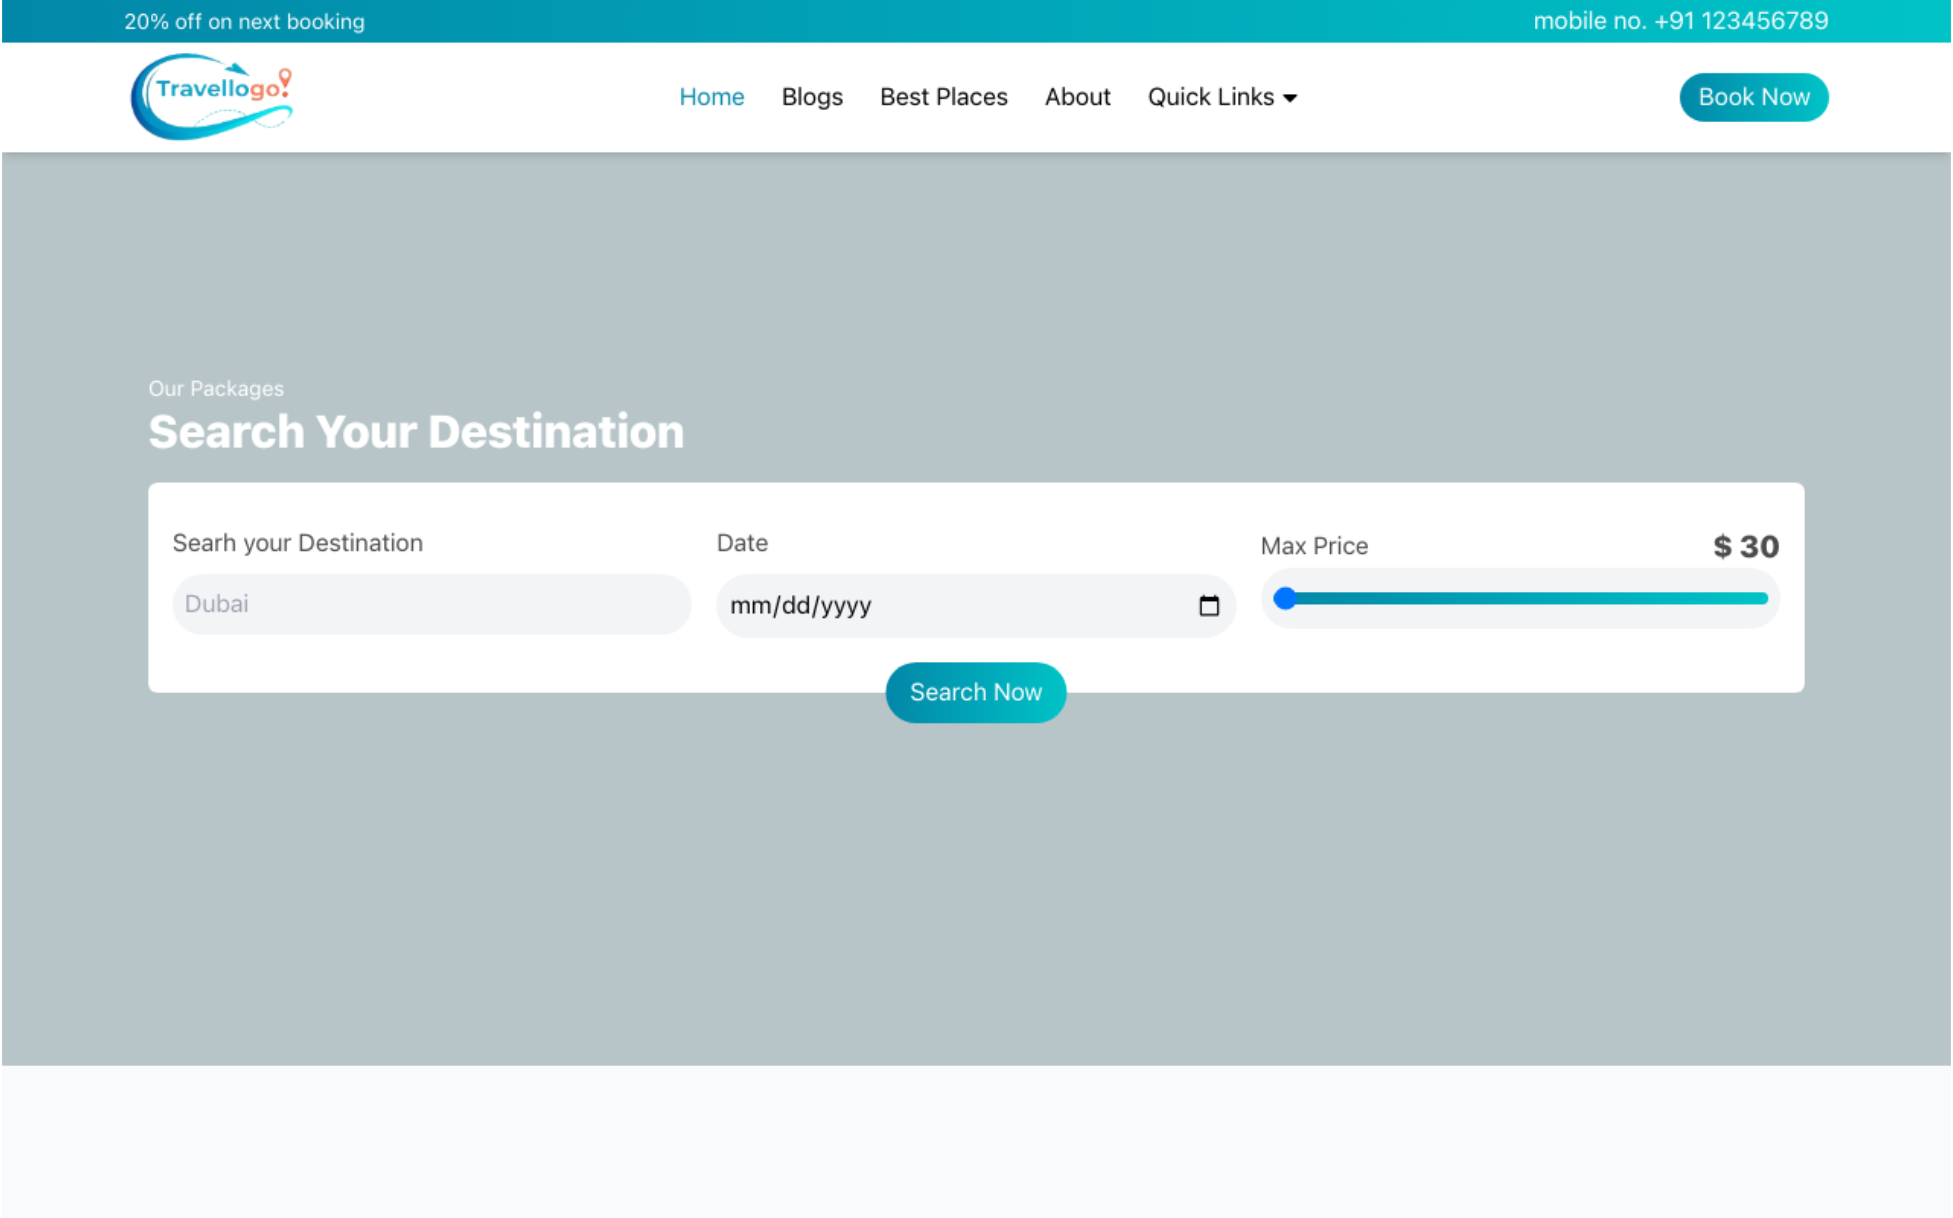 20% off on next booking
mobile no. +91 123456789
Travellogo!
Home Blogs Best Places About Quick Links
Book Now
Our Packages
Search Your Destination
Searh your Destination
Date
Max Price
$ 30
Dubai
mm/dd/yyyy
Search Now